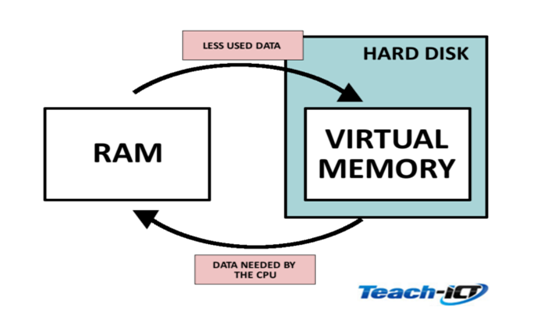 LESS USED DATA
HARD DISK
RAM
VIRTUAL
MEMORY
DATA NEEDED BY
THE CPU
Teach-iCT